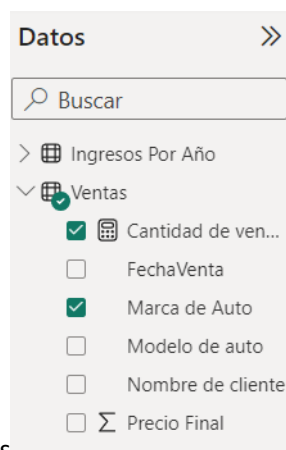 Datos
Buscar
Ingresos Por Año
Ventas
Cantidad de ven...
FechaVenta
Marca de Auto
Modelo de auto
Nombre de cliente
Precio Final
s